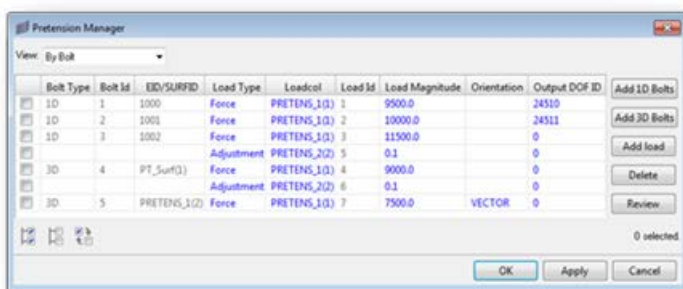 Pretension Manager
View: By Bolt
Bolt Type Bolt Id EID/SURFID Load Type Loadcol Load Id Load Magnitude Orientation Output DOF ID Add 1D Bolts
1D 1 1000 Force PRETENS_1(1) 1 9500.0 24510
1D 2 1001 Force PRETENS_1(1) 2 10000.0 24511 Add 3D Bolts
1D 3 1002 Force PRETENS_1(1) 3 11500.0 0
Adjustment PRETENS_2(2) 5 0.1 0 Add load
3D 4 PT_Surf(1) Force PRETENS_1(1) 4 9000.0 0 Delete
Adjustment PRETENS_2(2) 6 0.1 0
3D 5 PRETENS_1(2) Force PRETENS_1(1) 7 7500.0 VECTOR 0 Review
0 selected
OK Apply Cancel